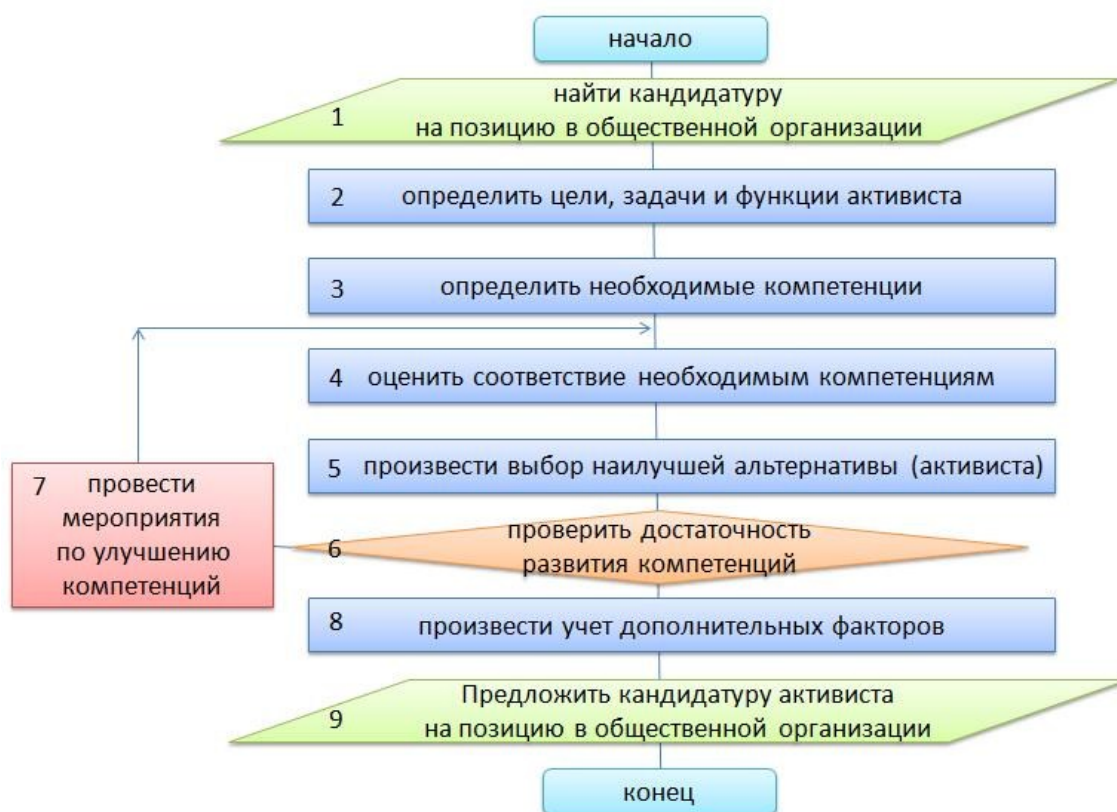 начало
1 найти кандидатуру
на позицию в общественной организации
2 определить цели, задачи и функции активиста
3 определить необходимые компетенции
4 оценить соответствие необходимым компетенциям
5 произвести выбор наилучшей альтернативы (активиста)
6 проверить достаточность
развития компетенций
7 провести
мероприятия
по улучшению
компетенций
8 произвести учет дополнительных факторов
9 Предложить кандидатуру активиста
на позицию в общественной организации
конец